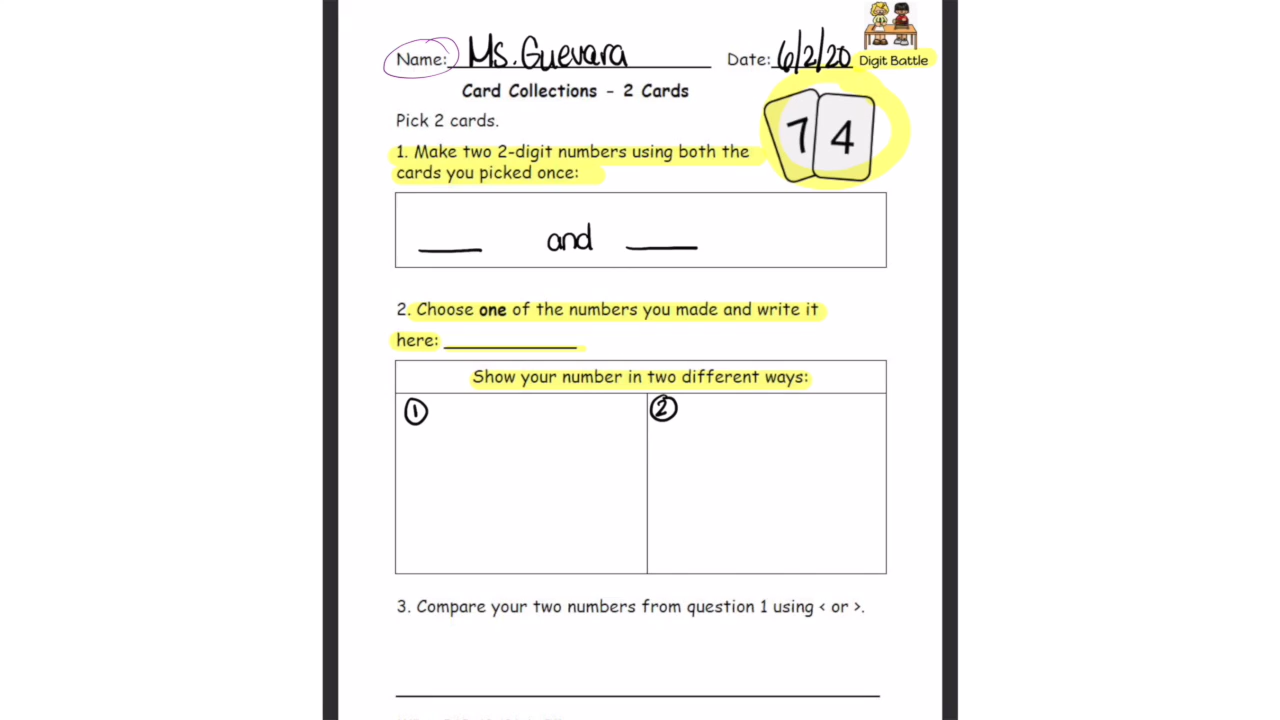 Name: Ms. Guevara Date: 6/2/20 Digit Battle
Card Collections - 2 Cards
Pick 2 cards.
7 4
1. Make two 2-digit numbers using both the
cards you picked once:
____ and ____
2. Choose one of the numbers you made and write it
here: ____________
Show your number in two different ways:
1 2
3. Compare your two numbers from question 1 using < or >.